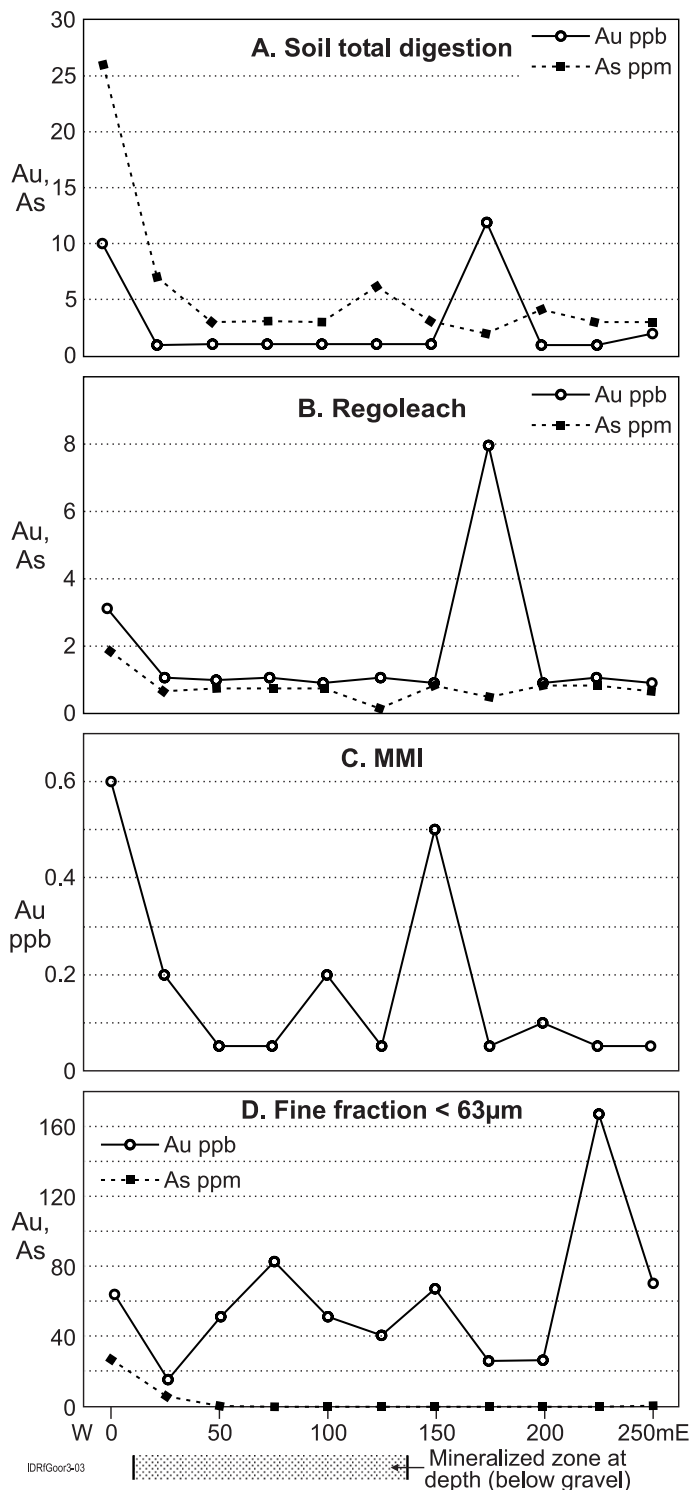 30
A. Soil total digestion
Au ppb
As ppm
25
20
Au,
As
15
10
5
0
B. Regoleach
Au ppb
As ppm
8
6
Au,
As
4
2
0
C. MMI
0.6
0.4
Au
ppb
0.2
0
D. Fine fraction < 63µm
160
Au ppb
As ppm
120
Au,
As
80
40
0
W 0 50 100 150 200 250mE
IDRfGoor3-03
Mineralized zone at
depth (below gravel)